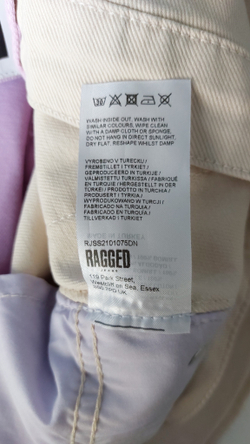 WASH INSIDE OUT. WASH WITH
SIMILAR COLOURS. WIPE CLEAN
WITH A DAMP CLOTH OR SPONGE.
DO NOT HANG IN DIRECT SUNLIGHT.
DRY FLAT. RESHAPE WHILST DAMP
VYROBENO V TURECKU /
FREMSTILLET I TYRKIET /
GEPRODUCEERD IN TURKIJE /
VALMISTETTU TURKISSA / FABRIQUÉ
EN TURQUIE / HERGESTELLT IN DER
TÜRKEI / PRODOTTO IN TURCHIA /
PRODUSERT I TYRKIA /
WYPRODUKOWANO W TURCJI /
FABRICADO NA TURQUIA /
FABRICADO EN TURQUÍA /
TILLVERKAD I TURKIET
RJSS2101075DN
RAGGED
119 Park Street,
Westcliff on Sea, Essex
UK